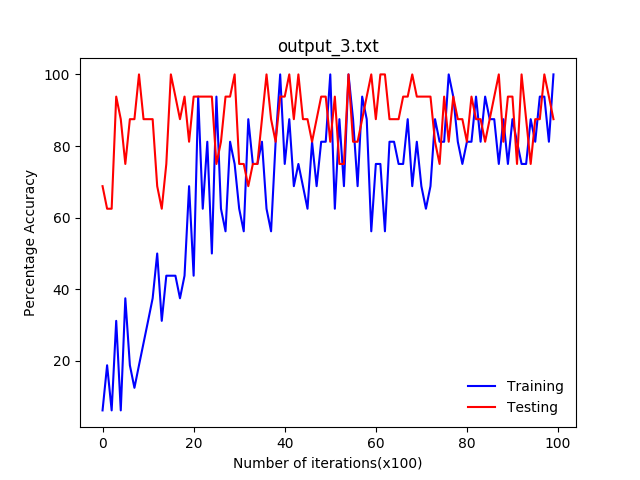 output_3.txt
100
80
60
40
20
Percentage Accuracy
Training
Testing
0 20 40 60 80 100
Number of iterations(x100)